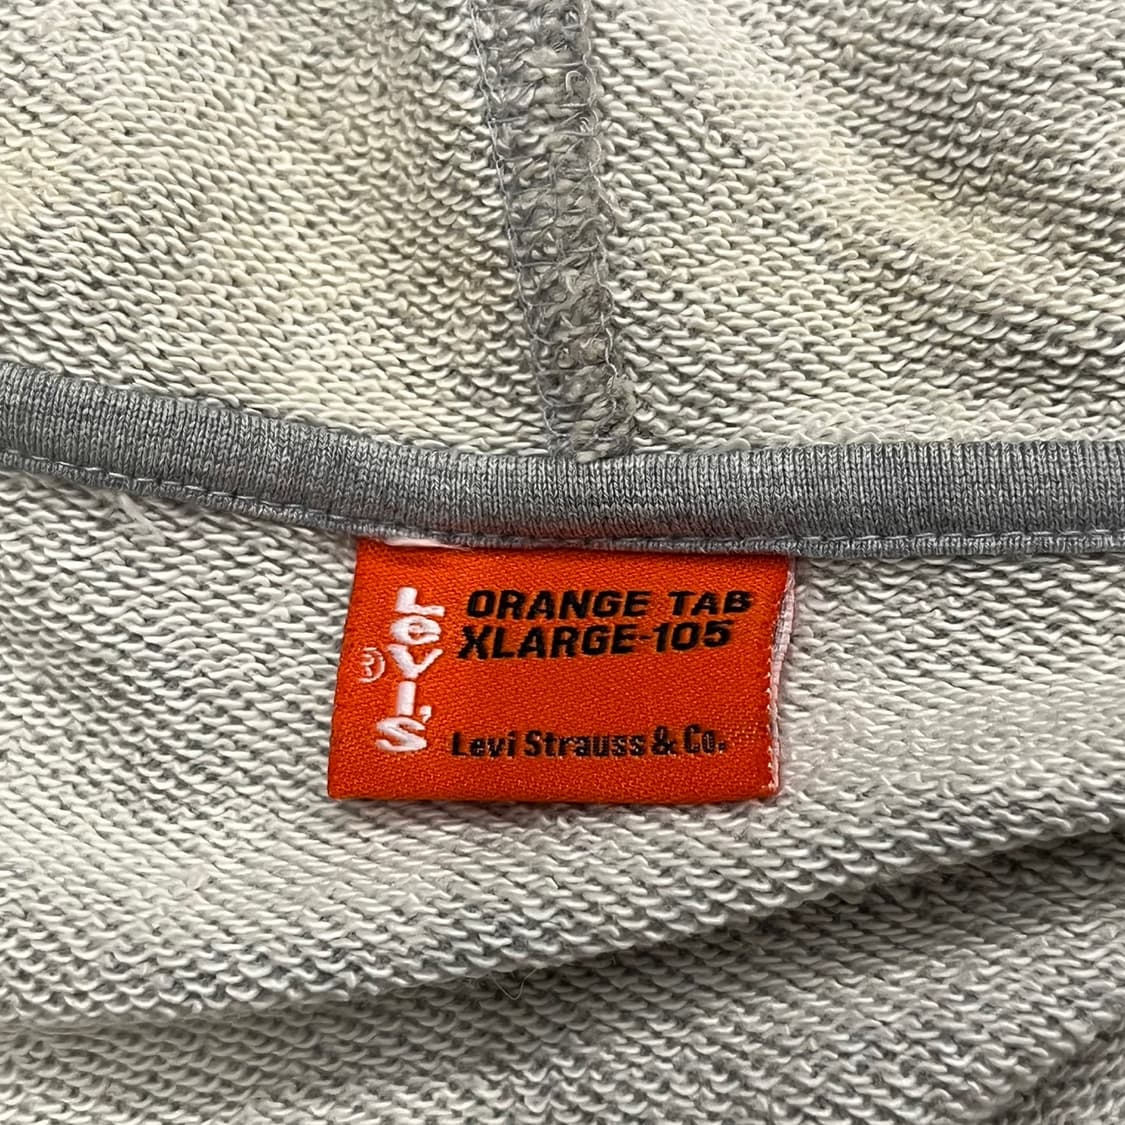 LeVI'S
®
ORANGE TAB
XLARGE-105
Levi Strauss & Co.